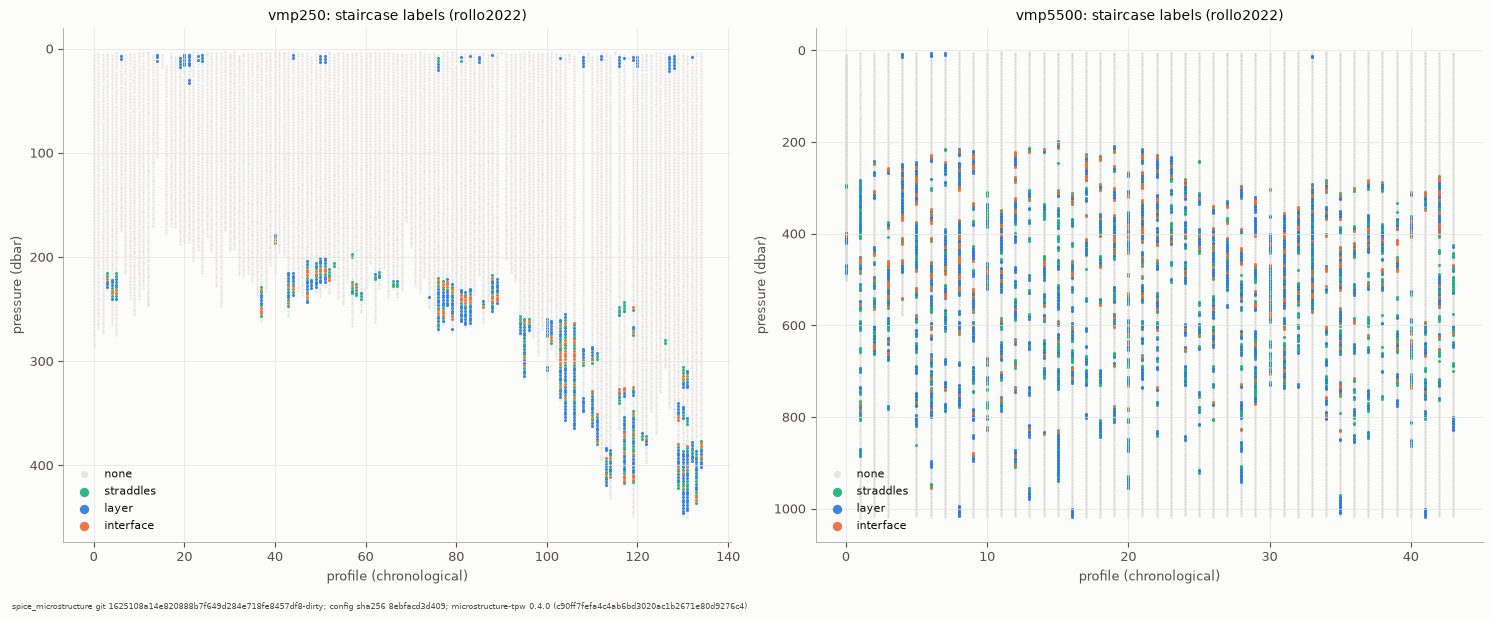 vmp250: staircase labels (rollo2022)
0
100
200
300
400
pressure (dbar)
none
straddles
layer
interface
0
20
40
60
80
100
120
140
profile (chronological)
vmp5500: staircase labels (rollo2022)
0
200
400
600
800
1000
pressure (dbar)
none
straddles
layer
interface
0
10
20
30
40
profile (chronological)
spice_microstructure git 1625108a14e820888b7f649d284e718fe8457df8-dirty; config sha256 8ebfacd3d409; microstructure-tpw 0.4.0 (c90ff7fefa4c4ab6bd3020ac1b2671e80d9276c4)